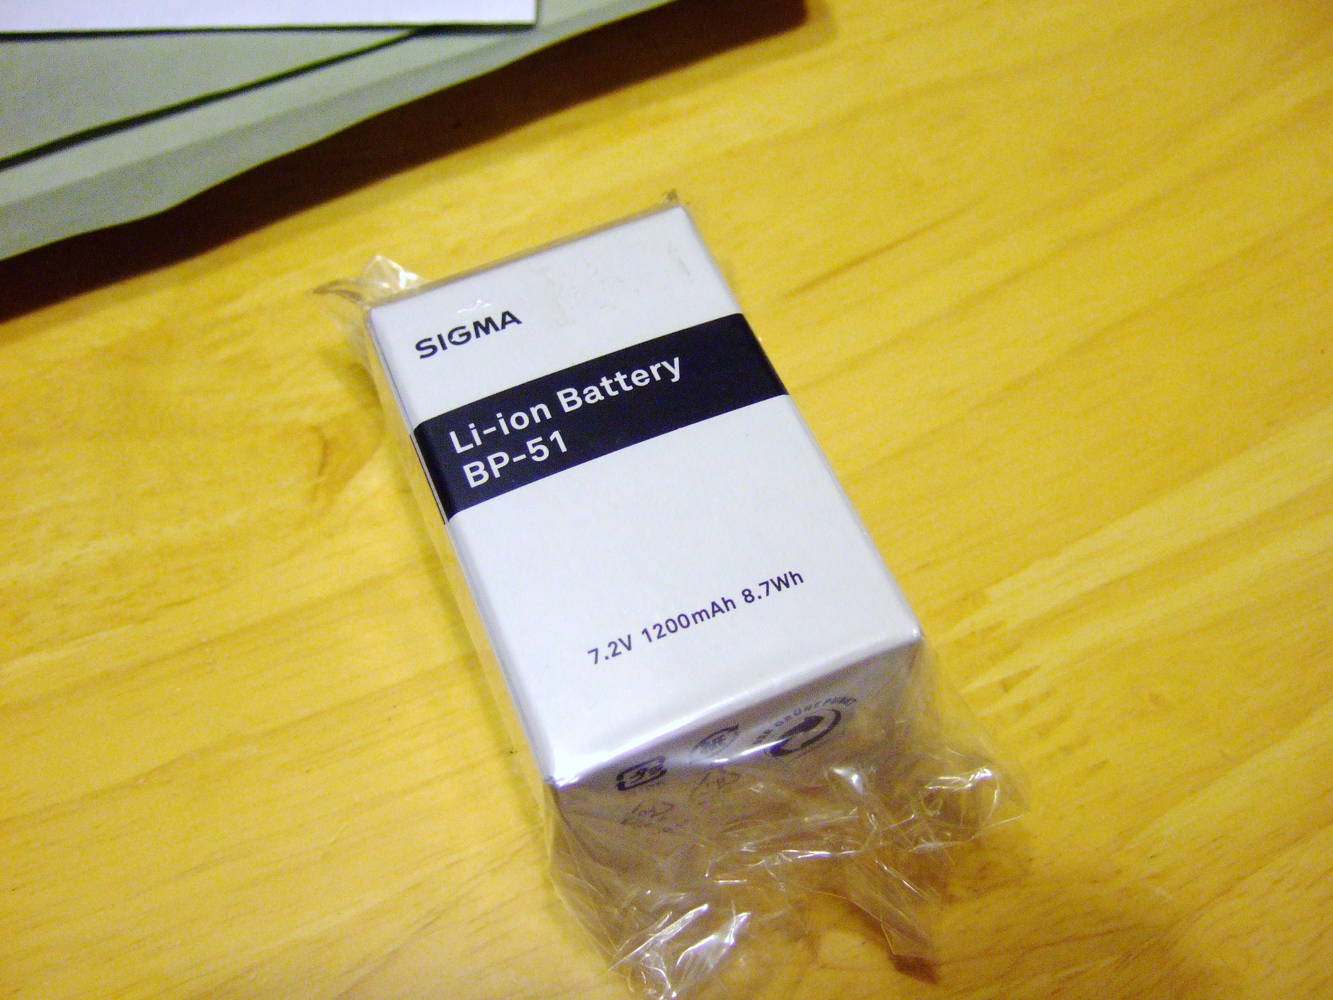 SIGMA
Li-ion Battery
BP-51
7.2V 1200mAh 8.7Wh